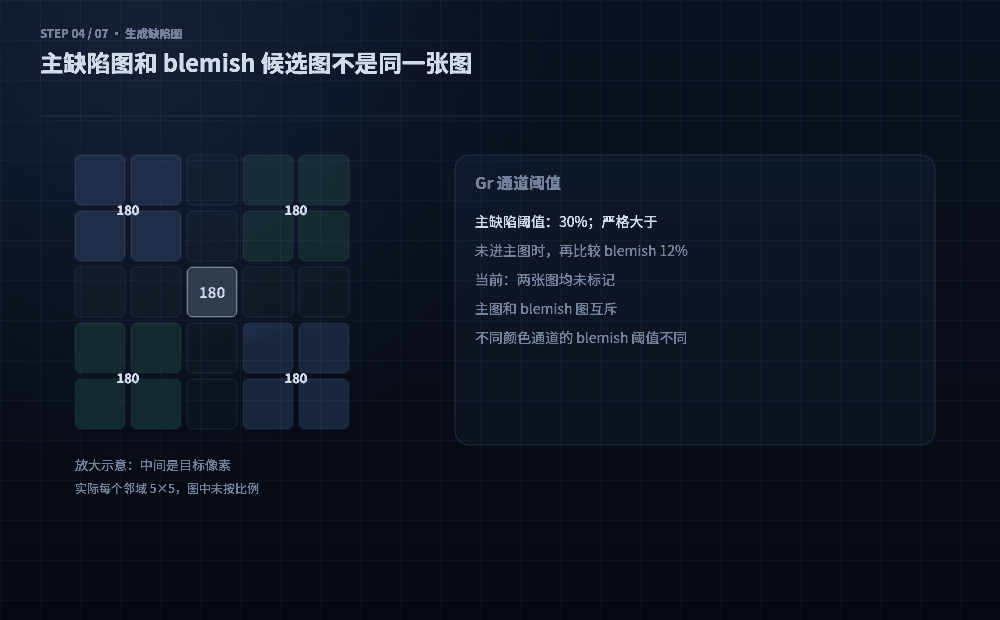 STEP 04 / 07 · 生成缺陷图
主缺陷图和 blemish 候选图不是同一张图
180
180
180
180
180
放大示意：中间是目标像素
实际每个邻域 5×5，图中未按比例
Gr 通道阈值
主缺陷阈值：30%；严格大于
未进主图时，再比较 blemish 12%
当前：两张图均未标记
主图和 blemish 图互斥
不同颜色通道的 blemish 阈值不同